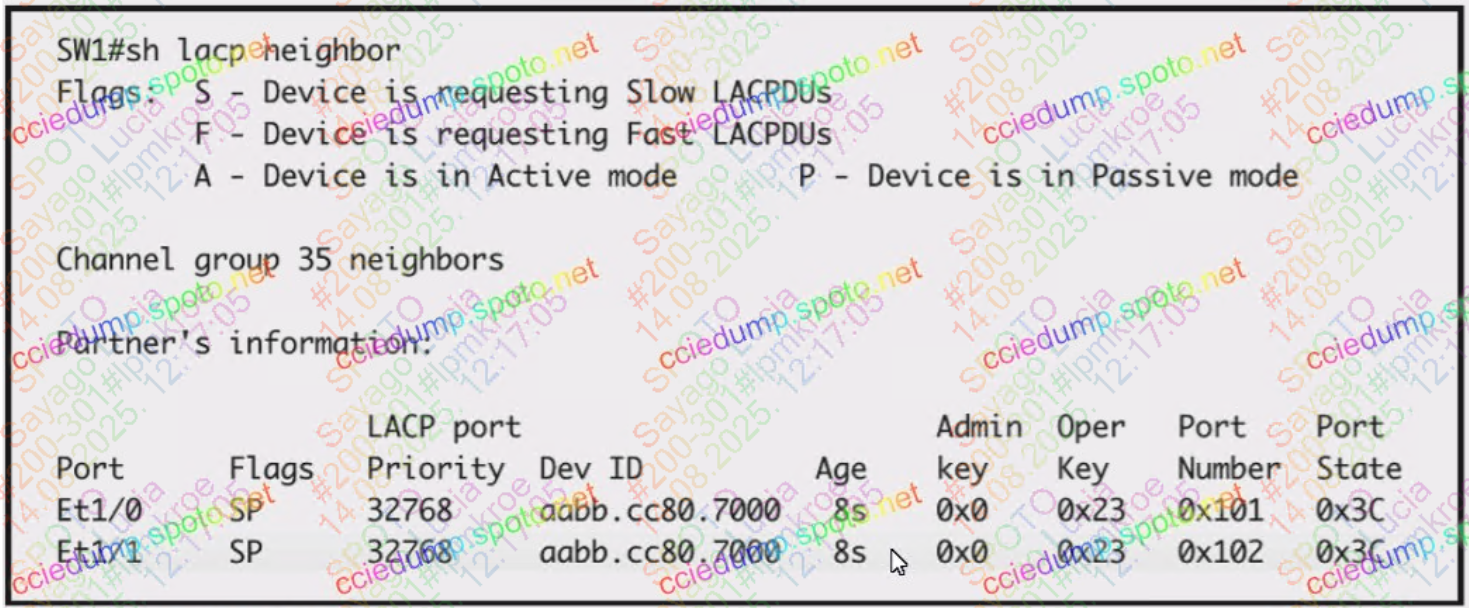 SW1#sh lacp neighbor
Flags:  S - Device is requesting Slow LACPDUs
        F - Device is requesting Fast LACPDUs
        A - Device is in Active mode       P - Device is in Passive mode
Channel group 35 neighbors
Partner's information:
                  LACP port                        Admin  Oper   Port    Port
Port      Flags   Priority  Dev ID          Age    key    Key    Number  State
Et1/0     SP      32768     aabb.cc80.7000  8s     0x0    0x23   0x101   0x3C
Et1/1     SP      32768     aabb.cc80.7000  8s     0x0    0x23   0x102   0x3C
cciedump.spoto.net
SPOTO Lucia
Sayago #lpmkroe
#200-301
14.08.2025. 12:17:05